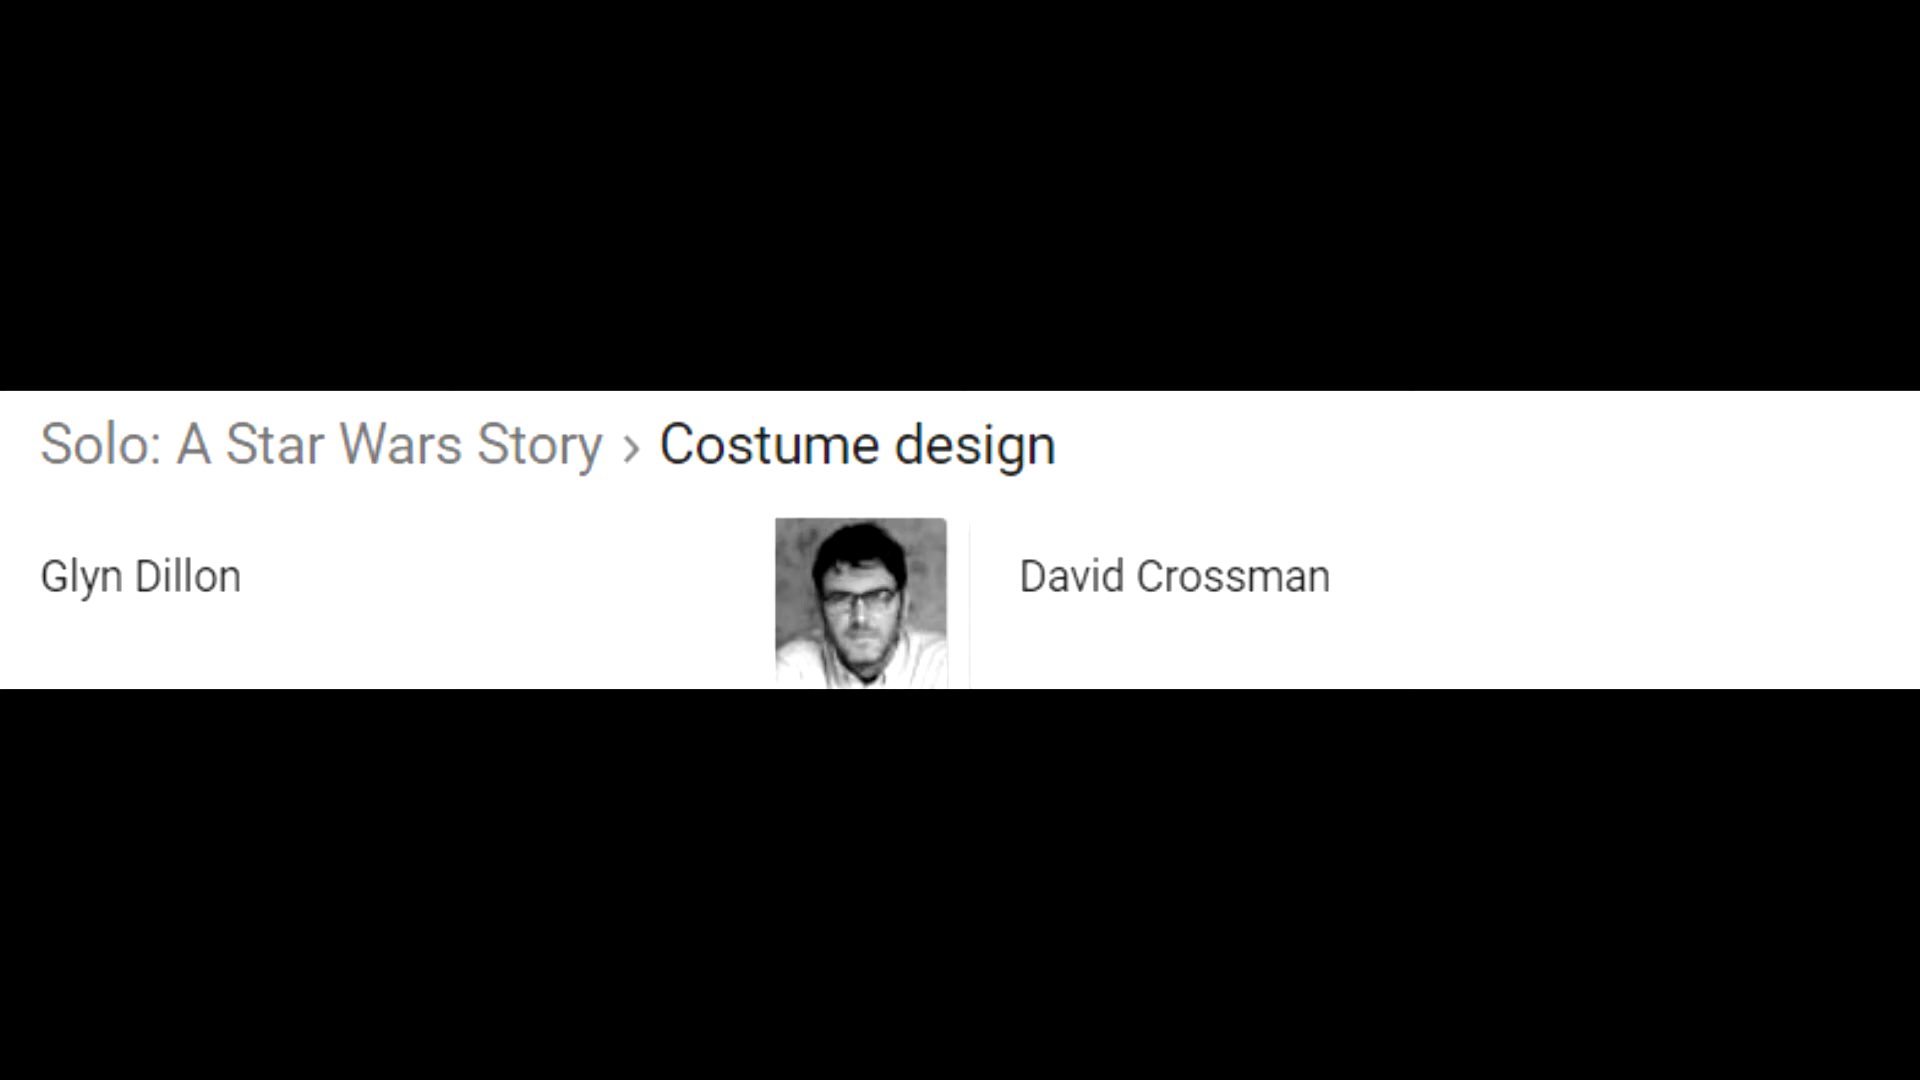 Solo: A Star Wars Story › Costume design
Glyn Dillon
David Crossman